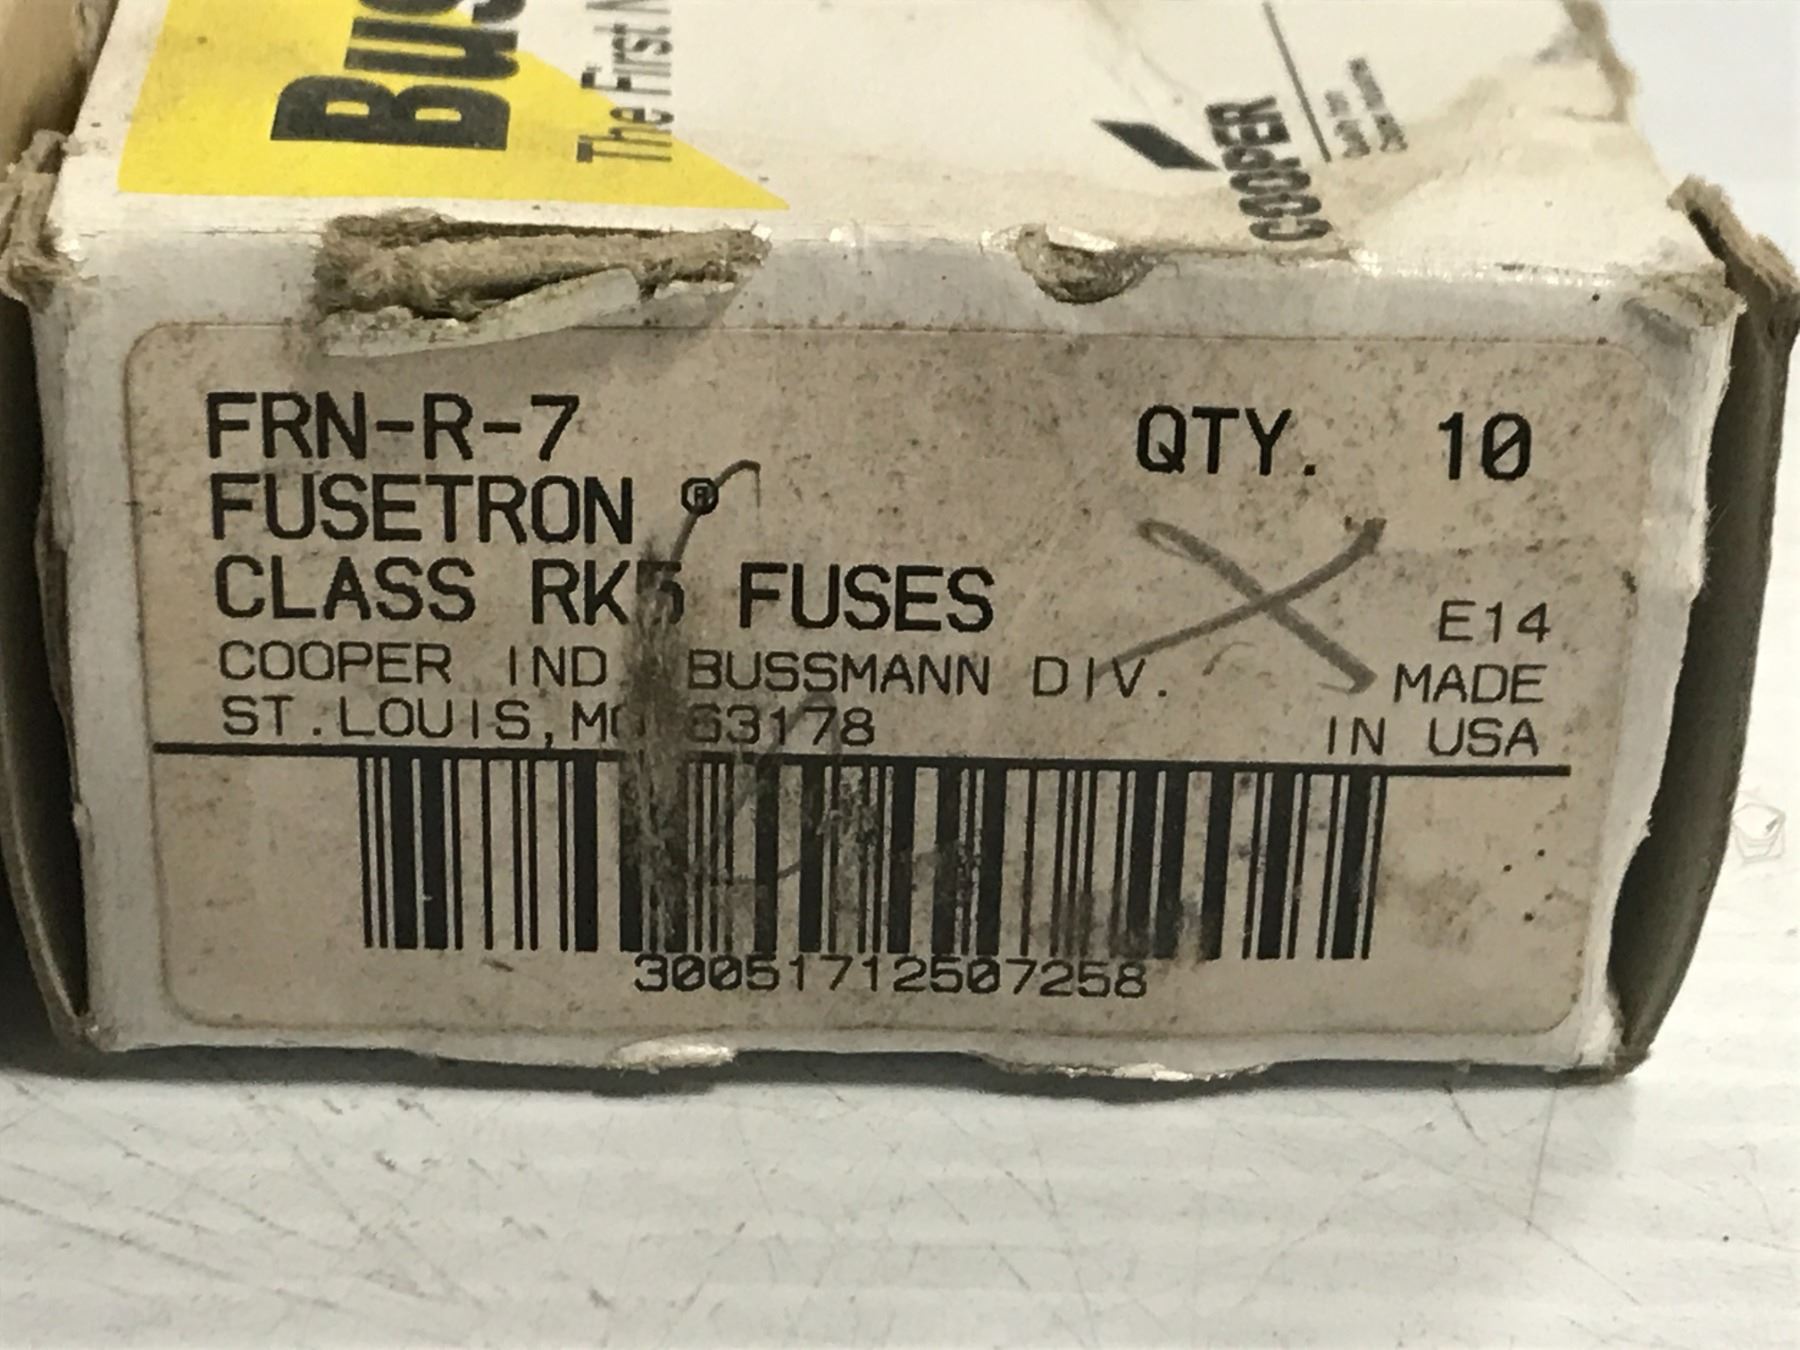 The First
COOPER
FRN-R-7 QTY. 10
FUSETRON ®
CLASS RK5 FUSES E14
COOPER IND BUSSMANN DIV. MADE
ST. LOUIS, MO 63178 IN USA
30051712507258